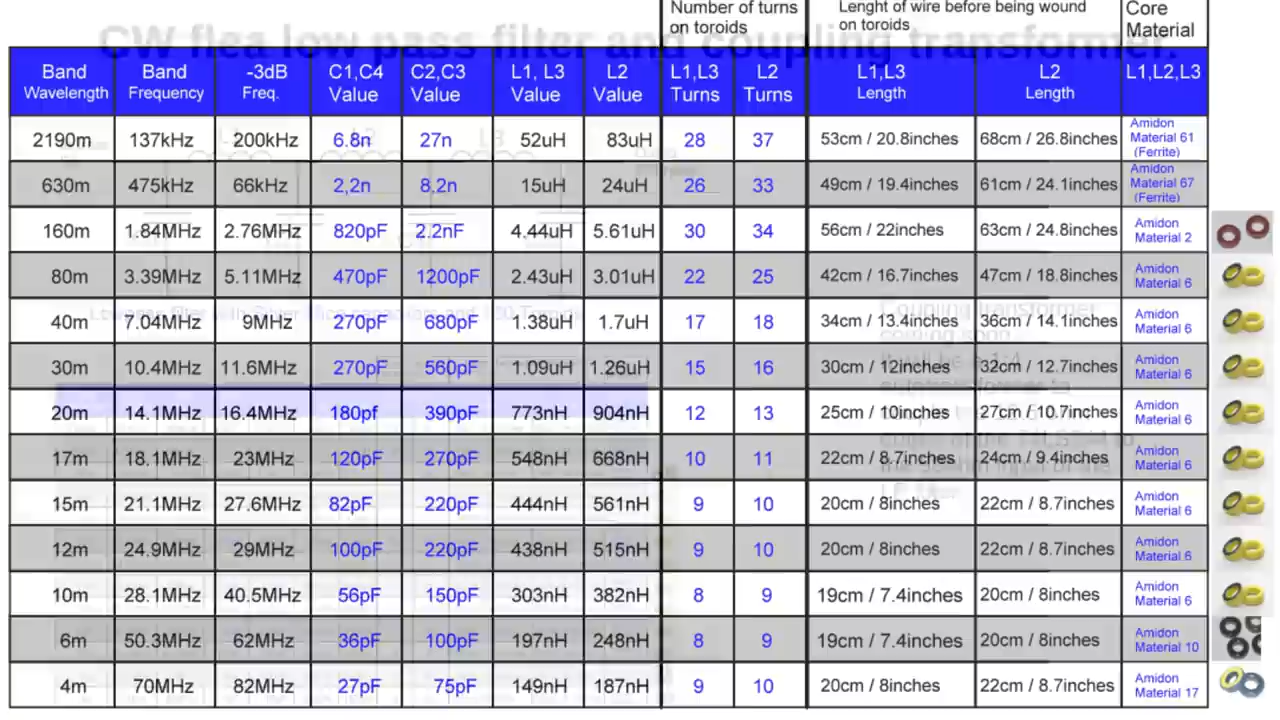 Number of turns
on toroids
Lenght of wire before being wound
on toroids
Core
Material
CW flea low pass filter and coupling transformer.
Band Wavelength Band Frequency -3dB Freq. C1,C4 Value C2,C3 Value L1, L3 Value L2 Value L1,L3 Turns L2 Turns L1,L3 Length L2 Length L1,L2,L3
2190m 137kHz 200kHz 6.8n 27n 52uH 83uH 28 37 53cm / 20.8inches 68cm / 26.8inches Amidon Material 61 (Ferrite)
630m 475kHz 66kHz 2,2n 8.2n 15uH 24uH 26 33 49cm / 19.4inches 61cm / 24.1inches Amidon Material 67 (Ferrite)
160m 1.84MHz 2.76MHz 820pF 2.2nF 4.44uH 5.61uH 30 34 56cm / 22inches 63cm / 24.8inches Amidon Material 2
80m 3.39MHz 5.11MHz 470pF 1200pF 2.43uH 3.01uH 22 25 42cm / 16.7inches 47cm / 18.8inches Amidon Material 6
40m 7.04MHz 9MHz 270pF 680pF 1.38uH 1.7uH 17 18 34cm / 13.4inches 36cm / 14.1inches Amidon Material 6
30m 10.4MHz 11.6MHz 270pF 560pF 1.09uH 1.26uH 15 16 30cm / 12inches 32cm / 12.7inches Amidon Material 6
20m 14.1MHz 16.4MHz 180pf 390pF 773nH 904nH 12 13 25cm / 10inches 27cm / 10.7inches Amidon Material 6
17m 18.1MHz 23MHz 120pF 270pF 548nH 668nH 10 11 22cm / 8.7inches 24cm / 9.4inches Amidon Material 6
15m 21.1MHz 27.6MHz 82pF 220pF 444nH 561nH 9 10 20cm / 8inches 22cm / 8.7inches Amidon Material 6
12m 24.9MHz 29MHz 100pF 220pF 438nH 515nH 9 10 20cm / 8inches 22cm / 8.7inches Amidon Material 6
10m 28.1MHz 40.5MHz 56pF 150pF 303nH 382nH 8 9 19cm / 7.4inches 20cm / 8inches Amidon Material 6
6m 50.3MHz 62MHz 36pF 100pF 197nH 248nH 8 9 19cm / 7.4inches 20cm / 8inches Amidon Material 10
4m 70MHz 82MHz 27pF 75pF 149nH 187nH 9 10 20cm / 8inches 22cm / 8.7inches Amidon Material 17
Coupling transformer